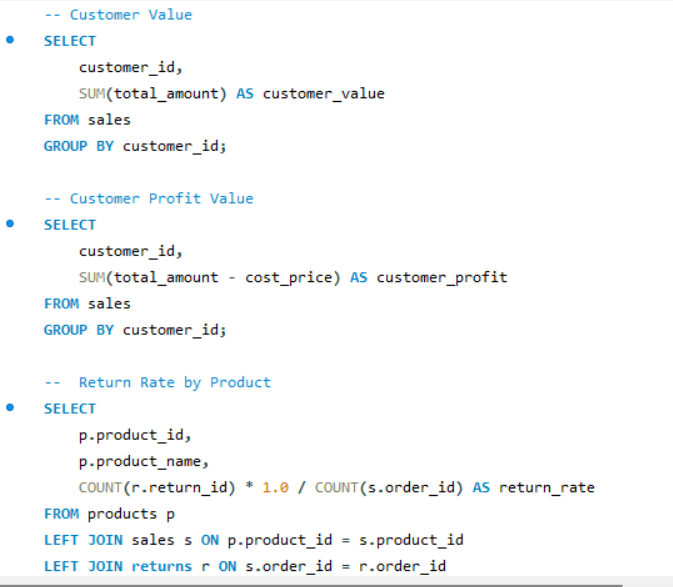 -- Customer Value
SELECT
customer_id,
SUM(total_amount) AS customer_value
FROM sales
GROUP BY customer_id;
-- Customer Profit Value
SELECT
customer_id,
SUM(total_amount - cost_price) AS customer_profit
FROM sales
GROUP BY customer_id;
--  Return Rate by Product
SELECT
p.product_id,
p.product_name,
COUNT(r.return_id) * 1.0 / COUNT(s.order_id) AS return_rate
FROM products p
LEFT JOIN sales s ON p.product_id = s.product_id
LEFT JOIN returns r ON s.order_id = r.order_id